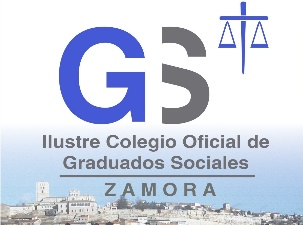 GS
Ilustre Colegio Oficial de
Graduados Sociales
ZAMORA